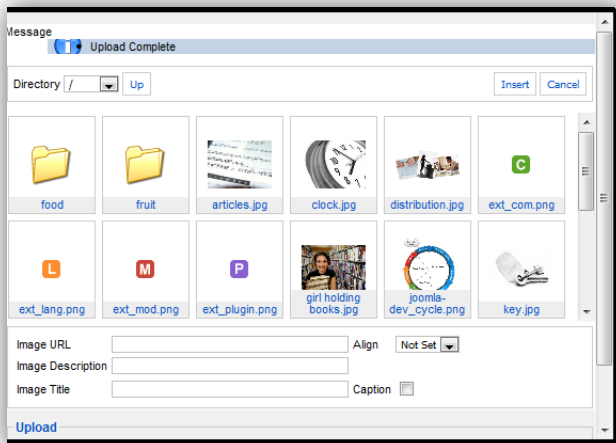 Message
Upload Complete
Directory / Up Insert Cancel
food fruit articles.jpg clock.jpg distribution.jpg ext_com.png
C
L M P
ext_lang.png ext_mod.png ext_plugin.png girl holding books.jpg joomla-dev_cycle.png key.jpg
Image URL Align Not Set
Image Description
Image Title Caption
Upload